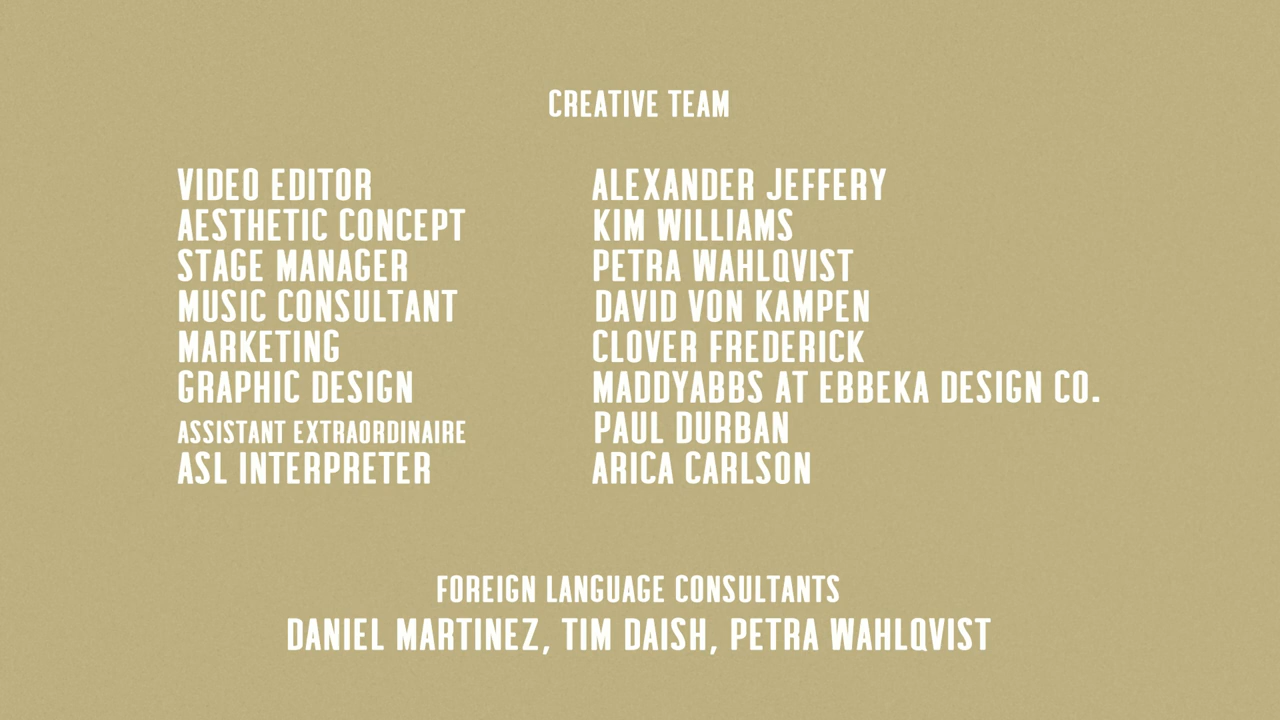 CREATIVE TEAM
VIDEO EDITOR ALEXANDER JEFFERY
AESTHETIC CONCEPT KIM WILLIAMS
STAGE MANAGER PETRA WAHLQVIST
MUSIC CONSULTANT DAVID VON KAMPEN
MARKETING CLOVER FREDERICK
GRAPHIC DESIGN MADDYABBS AT EBBEKA DESIGN CO.
ASSISTANT EXTRAORDINAIRE PAUL DURBAN
ASL INTERPRETER ARICA CARLSON
FOREIGN LANGUAGE CONSULTANTS
DANIEL MARTINEZ, TIM DAISH, PETRA WAHLQVIST